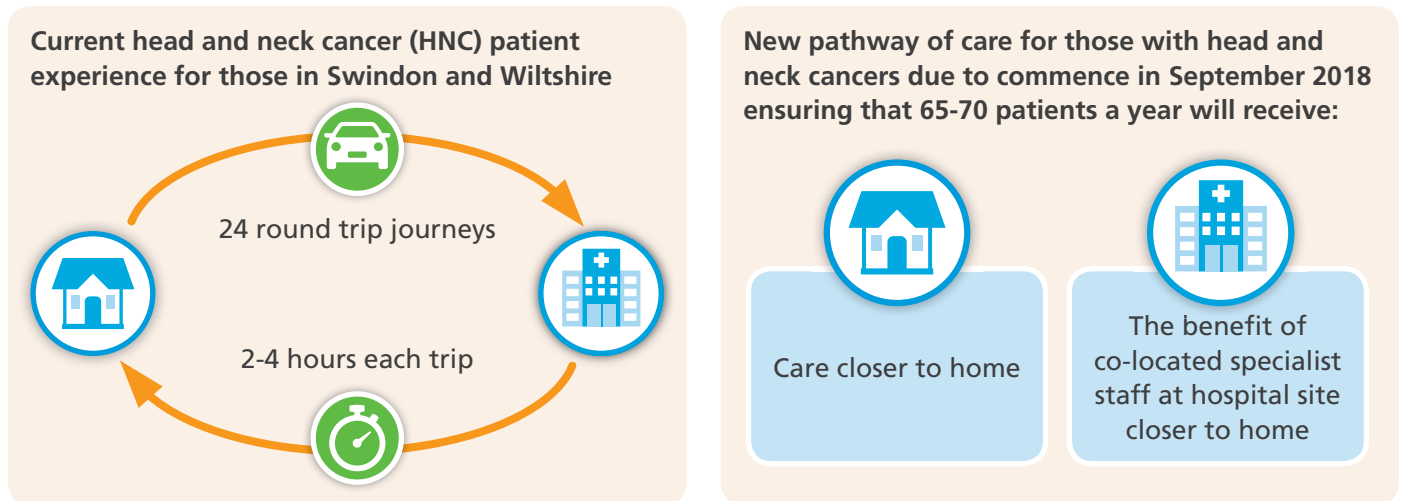 Current head and neck cancer (HNC) patient
experience for those in Swindon and Wiltshire
24 round trip journeys
2-4 hours each trip
New pathway of care for those with head and
neck cancers due to commence in September 2018
ensuring that 65-70 patients a year will receive:
Care closer to home
The benefit of
co-located specialist
staff at hospital site
closer to home